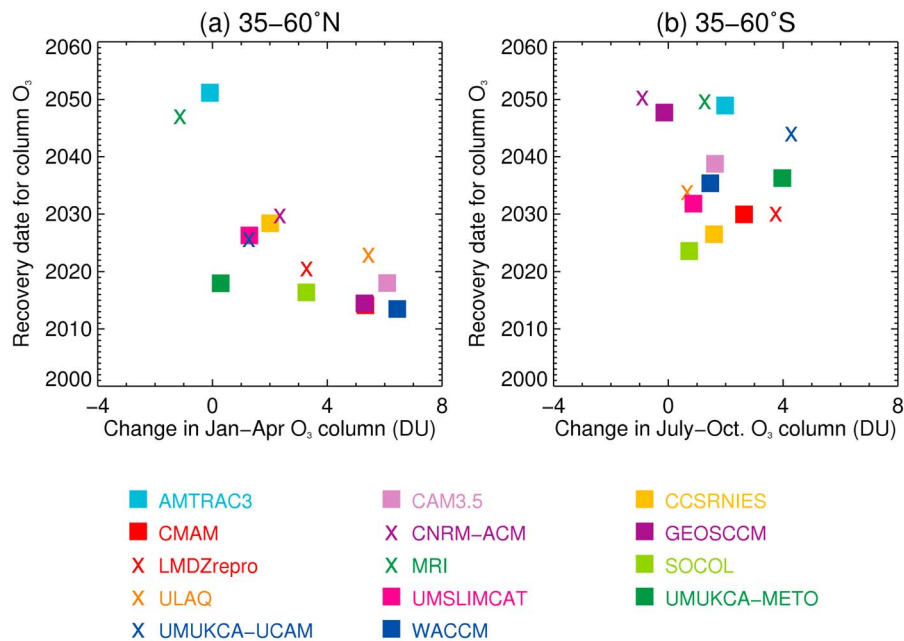 (a) 35–60˚N
(b) 35–60˚S
2060
2050
2040
2030
2020
2010
2000
Recovery date for column O₃
−4 0 4 8
Change in Jan–Apr O₃ column (DU)
2060
2050
2040
2030
2020
2010
2000
Recovery date for column O₃
−4 0 4 8
Change in July–Oct. O₃ column (DU)
AMTRAC3 CAM3.5 CCSRNIES
CMAM X CNRM–ACM GEOSCCM
X LMDZrepro X MRI SOCOL
X ULAQ UMSLIMCAT UMUKCA–METO
X UMUKCA–UCAM WACCM